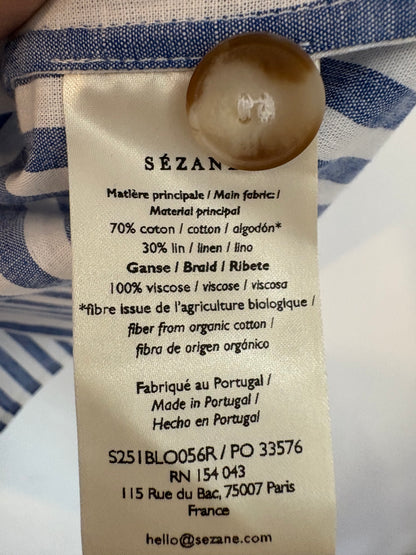 SÉZAN
Matière principale / Main fabric: /
Material principal
70% coton / cotton / algodón*
30% lin / linen / lino
Ganse / Braid / Ribete
100% viscose / viscose / viscosa
*fibre issue de l'agriculture biologique /
fiber from organic cotton /
fibra de origen orgánico
Fabriqué au Portugal /
Made in Portugal /
Hecho en Portugal
S251BLO056R / PO 33576
RN 154 043
115 Rue du Bac, 75007 Paris
France
hello@sezane.com